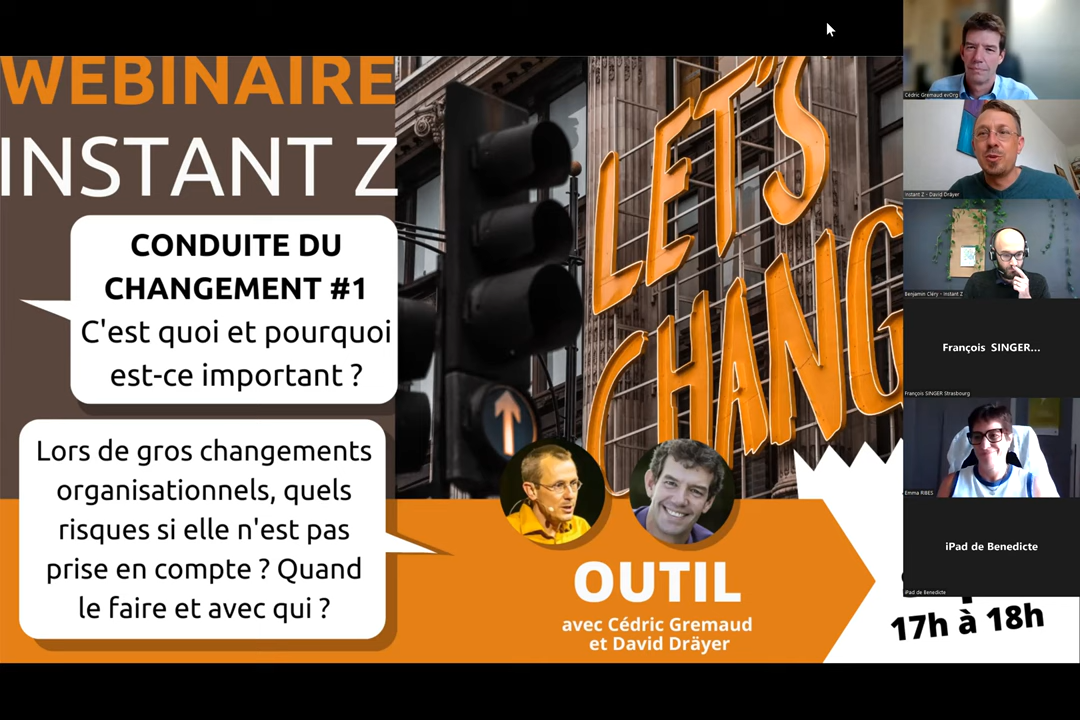 WEBINAIRE
INSTANT Z
CONDUITE DU
CHANGEMENT #1
C'est quoi et pourquoi
est-ce important ?
Lors de gros changements
organisationnels, quels
risques si elle n'est pas
prise en compte ? Quand
le faire et avec qui ?
LET'S
CHANG
OUTIL
avec Cédric Gremaud
et David Dräyer
17h à 18h
Cédric Gremaud evOrg
Instant Z - David Dräyer
Benjamin Cléry - Instant Z
François SINGER...
François SINGER Strasbourg
Emma RIBES
iPad de Benedicte
iPad de Benedicte